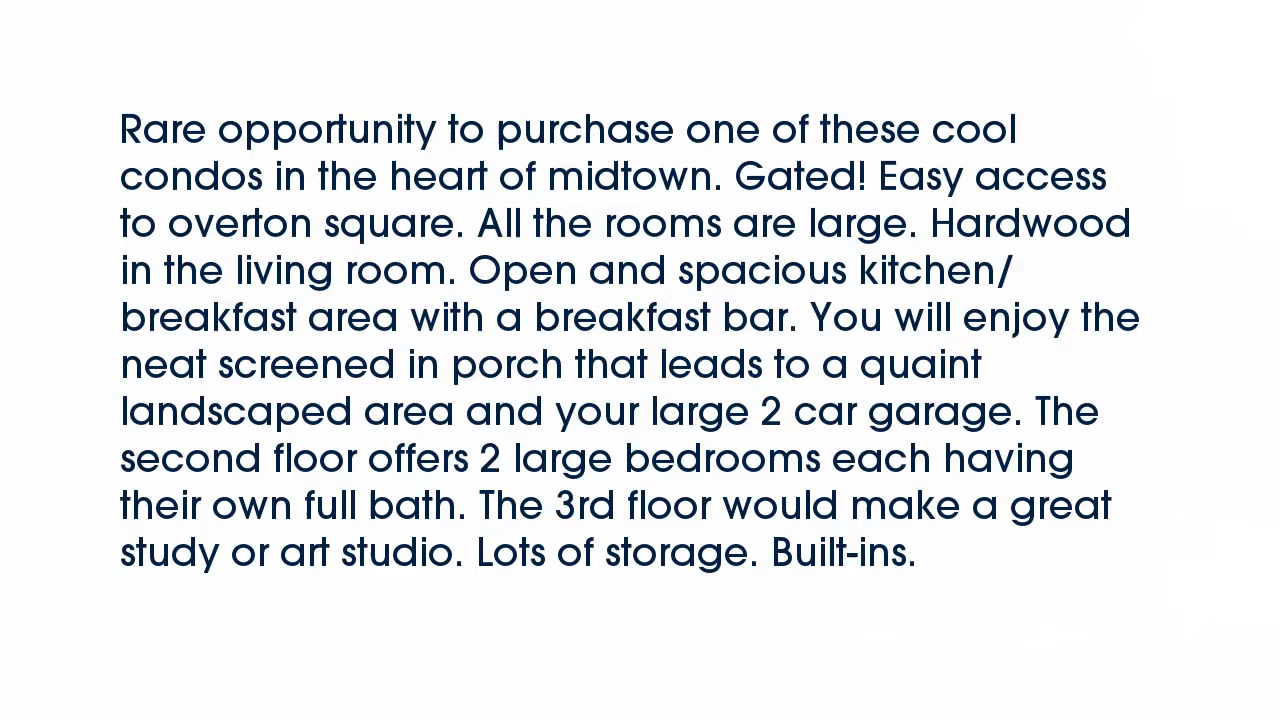 Rare opportunity to purchase one of these cool
condos in the heart of midtown. Gated! Easy access
to overton square. All the rooms are large. Hardwood
in the living room. Open and spacious kitchen/
breakfast area with a breakfast bar. You will enjoy the
neat screened in porch that leads to a quaint
landscaped area and your large 2 car garage. The
second floor offers 2 large bedrooms each having
their own full bath. The 3rd floor would make a great
study or art studio. Lots of storage. Built-ins.